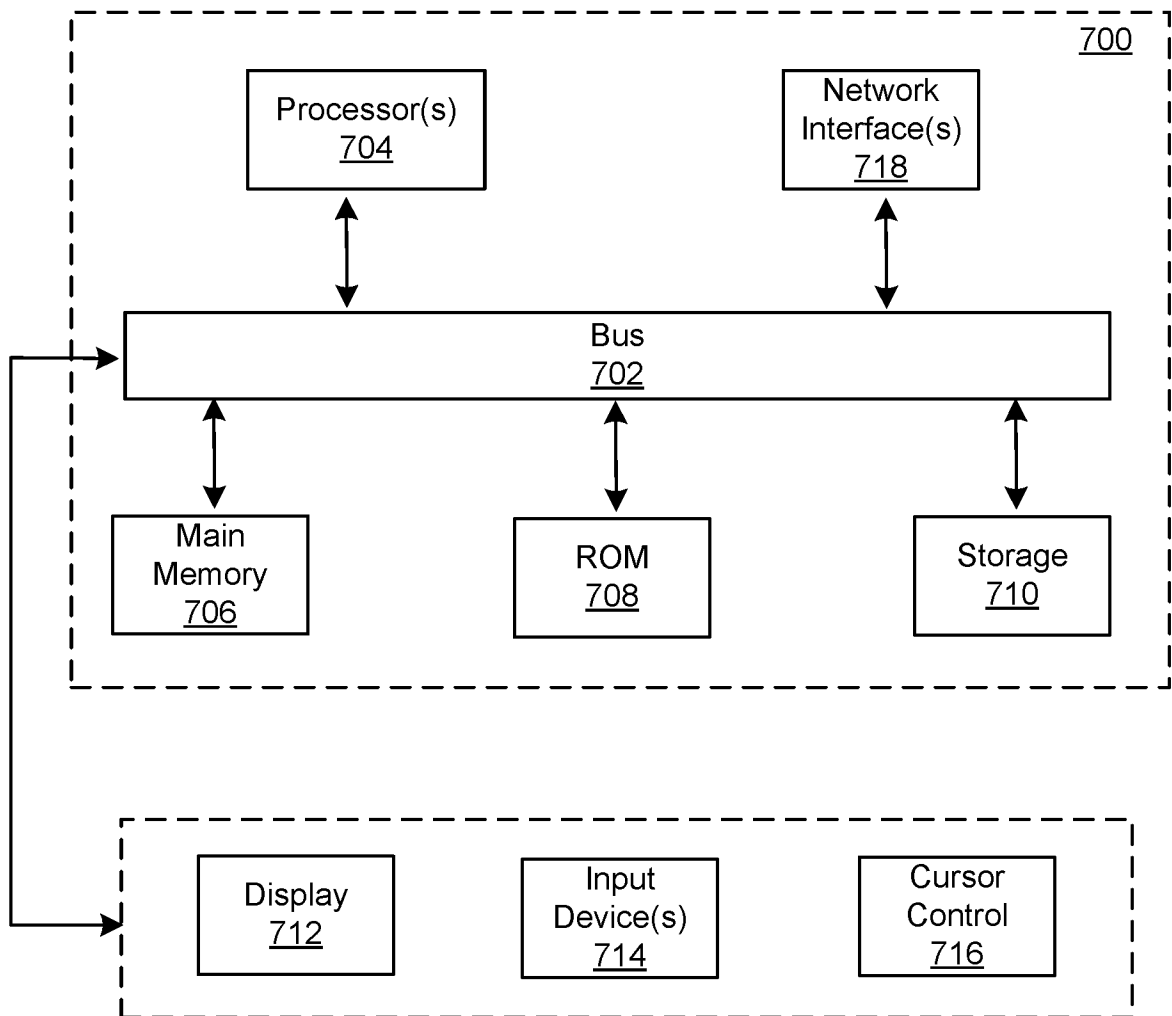 700
Processor(s)
704
Network
Interface(s)
718
Bus
702
Main
Memory
706
ROM
708
Storage
710
Display
712
Input
Device(s)
714
Cursor
Control
716